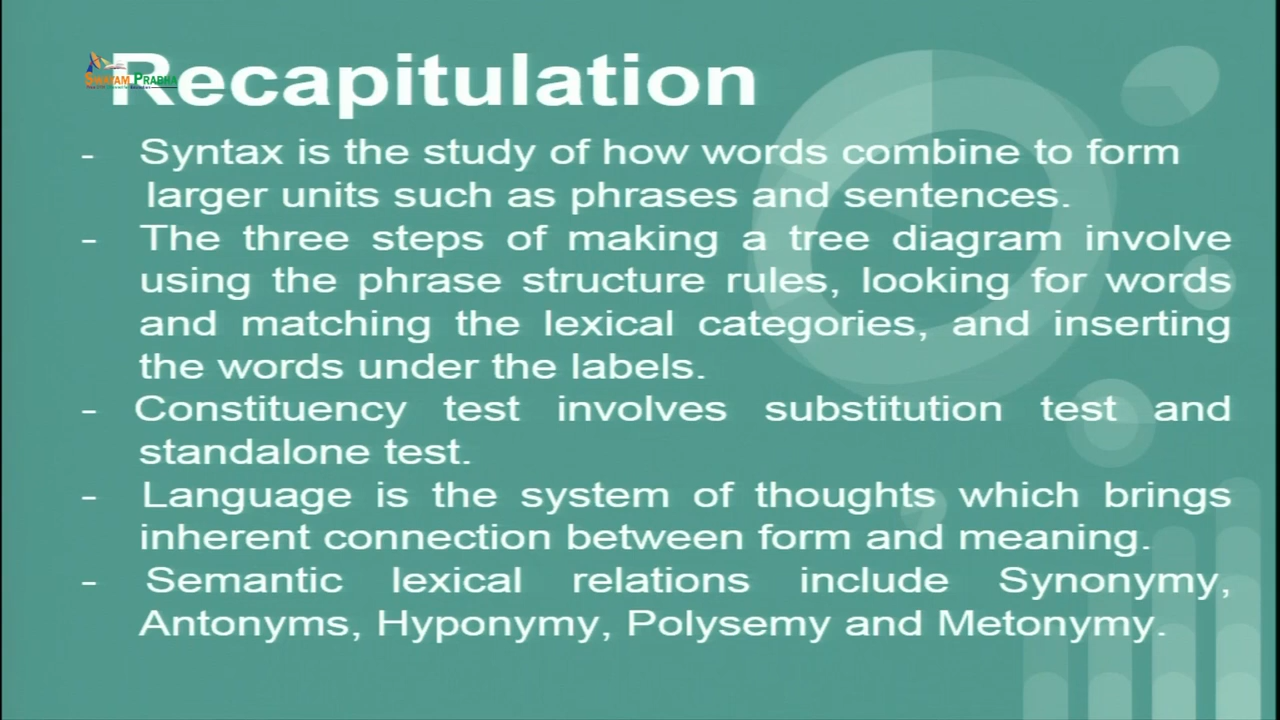 SWAYAM PRABHA
Recapitulation
- Syntax is the study of how words combine to form
larger units such as phrases and sentences.
- The three steps of making a tree diagram involve
using the phrase structure rules, looking for words
and matching the lexical categories, and inserting
the words under the labels.
- Constituency test involves substitution test and
standalone test.
- Language is the system of thoughts which brings
inherent connection between form and meaning.
- Semantic lexical relations include Synonymy,
Antonyms, Hyponymy, Polysemy and Metonymy.